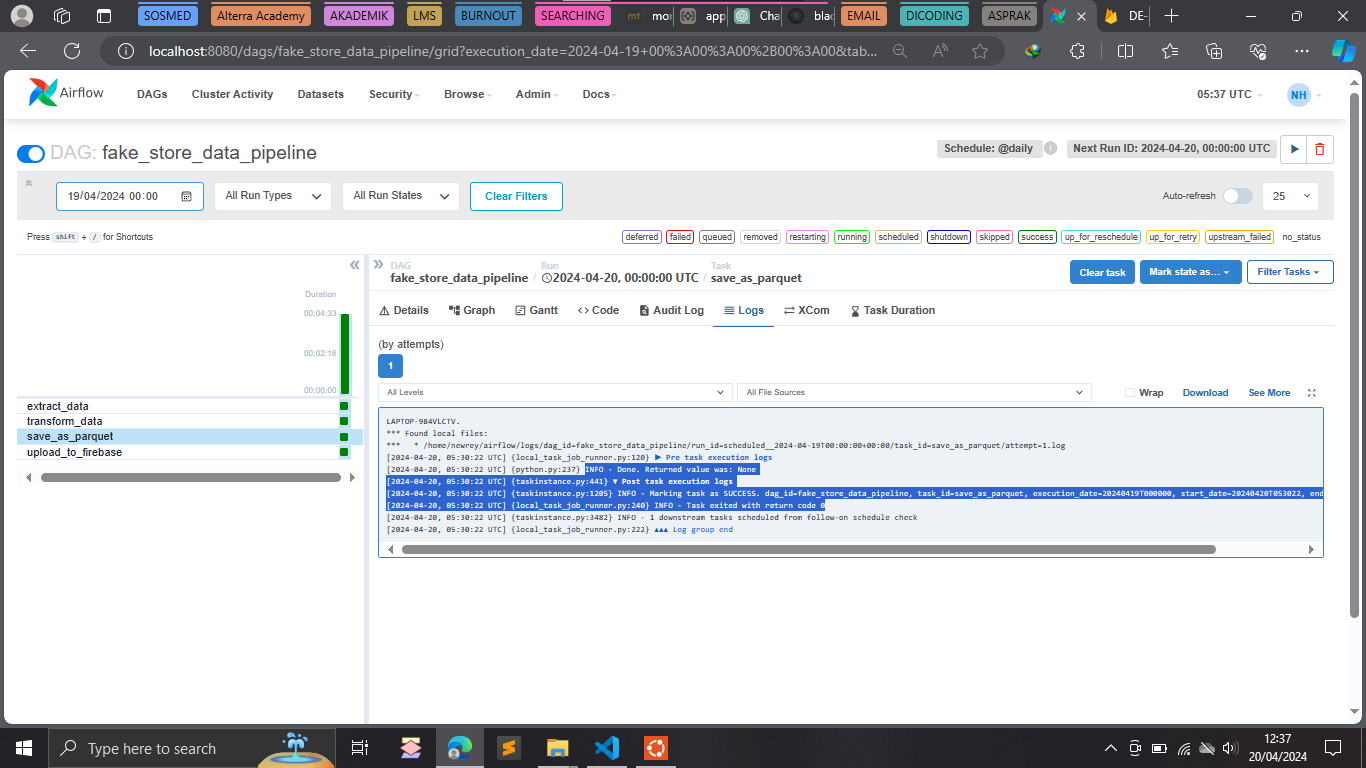 SOSMED
Alterra Academy
AKADEMIK
LMS
BURNOUT
SEARCHING
mt
mor
app
Cha
blac
EMAIL
DICODING
ASPRAK
DE-
localhost:8080/dags/fake_store_data_pipeline/grid?execution_date=2024-04-19+00%3A00%3A00%2B00%3A00&tab...
Airflow
DAGs
Cluster Activity
Datasets
Security
Browse
Admin
Docs
05:37 UTC
NH
DAG: fake_store_data_pipeline
Schedule: @daily
Next Run ID: 2024-04-20, 00:00:00 UTC
19/04/2024 00:00
All Run Types
All Run States
Clear Filters
Auto-refresh
25
Press shift + / for Shortcuts
deferred
failed
queued
removed
restarting
running
scheduled
shutdown
skipped
success
up_for_reschedule
up_for_retry
upstream_failed
no_status
Duration
00:04:33
00:02:16
00:00:00
extract_data
transform_data
save_as_parquet
upload_to_firebase
DAG
fake_store_data_pipeline
/
Run
2024-04-20, 00:00:00 UTC
/
Task
save_as_parquet
Clear task
Mark state as...
Filter Tasks
Details
Graph
Gantt
<> Code
Audit Log
Logs
XCom
Task Duration
(by attempts)
1
All Levels
All File Sources
Wrap
Download
See More
LAPTOP-984VLCTV.
*** Found local files:
***   * /home/newrey/airflow/logs/dag_id=fake_store_data_pipeline/run_id=scheduled__2024-04-19T00:00:00+00:00/task_id=save_as_parquet/attempt=1.log
[2024-04-20, 05:30:22 UTC] {local_task_job_runner.py:120} ▶ Pre task execution logs
[2024-04-20, 05:30:22 UTC] {python.py:237} INFO - Done. Returned value was: None
[2024-04-20, 05:30:22 UTC] {taskinstance.py:441} ▼ Post task execution logs
[2024-04-20, 05:30:22 UTC] {taskinstance.py:1205} INFO - Marking task as SUCCESS. dag_id=fake_store_data_pipeline, task_id=save_as_parquet, execution_date=20240419T000000, start_date=20240420T053022, end
[2024-04-20, 05:30:22 UTC] {local_task_job_runner.py:240} INFO - Task exited with return code 0
[2024-04-20, 05:30:22 UTC] {taskinstance.py:3482} INFO - 1 downstream tasks scheduled from follow-on schedule check
[2024-04-20, 05:30:22 UTC] {local_task_job_runner.py:222} ▲▲▲ Log group end
Type here to search
12:37
20/04/2024